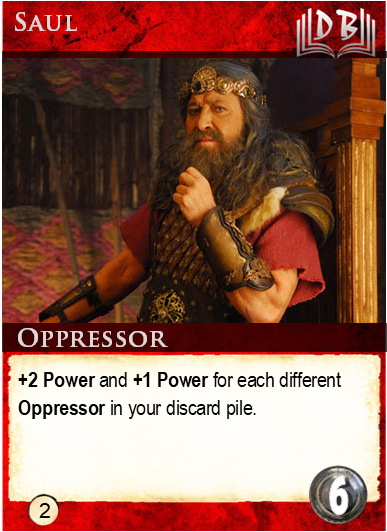 Saul
DB
Oppressor
+2 Power and +1 Power for each different
Oppressor in your discard pile.
2
6